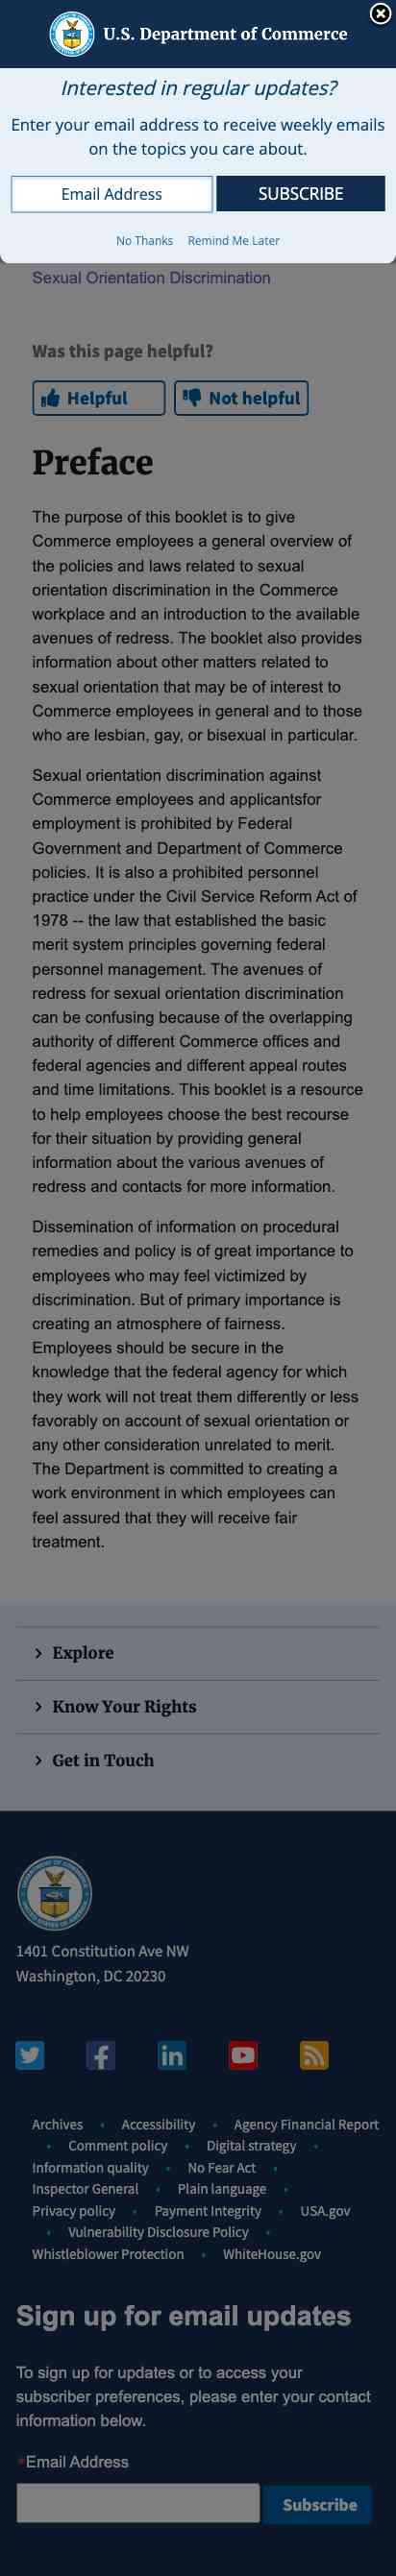 U.S. Department of Commerce
Interested in regular updates?
Enter your email address to receive weekly emails
on the topics you care about.
Email Address
SUBSCRIBE
No Thanks
Remind Me Later
Sexual Orientation Discrimination
Was this page helpful?
Helpful
Not helpful
Preface
The purpose of this booklet is to give
Commerce employees a general overview of
the policies and laws related to sexual
orientation discrimination in the Commerce
workplace and an introduction to the available
avenues of redress. The booklet also provides
information about other matters related to
sexual orientation that may be of interest to
Commerce employees in general and to those
who are lesbian, gay, or bisexual in particular.
Sexual orientation discrimination against
Commerce employees and applicantsfor
employment is prohibited by Federal
Government and Department of Commerce
policies. It is also a prohibited personnel
practice under the Civil Service Reform Act of
1978 -- the law that established the basic
merit system principles governing federal
personnel management. The avenues of
redress for sexual orientation discrimination
can be confusing because of the overlapping
authority of different Commerce offices and
federal agencies and different appeal routes
and time limitations. This booklet is a resource
to help employees choose the best recourse
for their situation by providing general
information about the various avenues of
redress and contacts for more information.
Dissemination of information on procedural
remedies and policy is of great importance to
employees who may feel victimized by
discrimination. But of primary importance is
creating an atmosphere of fairness.
Employees should be secure in the
knowledge that the federal agency for which
they work will not treat them differently or less
favorably on account of sexual orientation or
any other consideration unrelated to merit.
The Department is committed to creating a
work environment in which employees can
feel assured that they will receive fair
treatment.
Explore
Know Your Rights
Get in Touch
1401 Constitution Ave NW
Washington, DC 20230
Archives • Accessibility • Agency Financial Report
• Comment policy • Digital strategy •
Information quality • No Fear Act •
Inspector General • Plain language •
Privacy policy • Payment Integrity • USA.gov
• Vulnerability Disclosure Policy •
Whistleblower Protection • WhiteHouse.gov
Sign up for email updates
To sign up for updates or to access your
subscriber preferences, please enter your contact
information below.
*Email Address
Subscribe